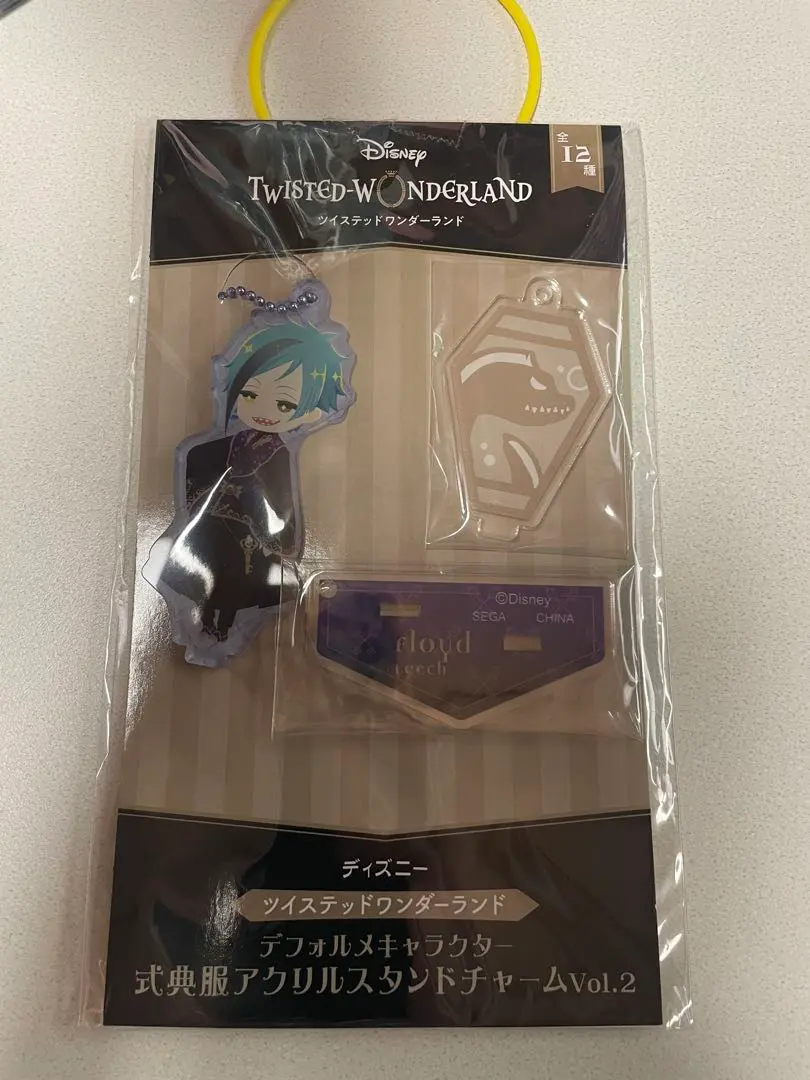 Disney
TWISTED-WONDERLAND
ツイステッドワンダーランド
全
12
種
©Disney
SEGA CHINA
Floyd
Leech
ディズニー
ツイステッドワンダーランド
デフォルメキャラクター
式典服アクリルスタンドチャームVol.2